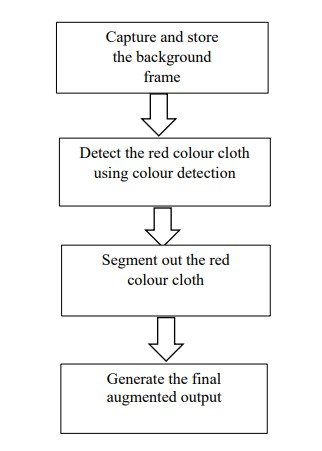 Capture and store
the background
frame
Detect the red colour cloth
using colour detection
Segment out the red
colour cloth
Generate the final
augmented output